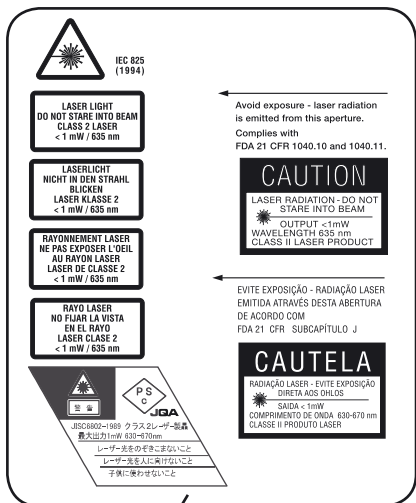 IEC 825
(1994)
LASER LIGHT
DO NOT STARE INTO BEAM
CLASS 2 LASER
< 1 mW / 635 nm
LASERLICHT
NICHT IN DEN STRAHL
BLICKEN
LASER KLASSE 2
< 1 mW / 635 nm
RAYONNEMENT LASER
NE PAS EXPOSER L'OEIL
AU RAYON LASER
LASER DE CLASSE 2
< 1 mW / 635 nm
RAYO LASER
NO FIJAR LA VISTA
EN EL RAYO
LASER CLASE 2
< 1 mW / 635 nm
警告
PS
C
JQA
JISC6802-1989 クラス2レーザー製品
最大出力1mW 630-670nm
レーザー光をのぞきこまないこと
レーザー光を人に向けないこと
子供に使わせないこと
Avoid exposure - laser radiation
is emitted from this aperture.
Complies with
FDA 21 CFR 1040.10 and 1040.11.
CAUTION
LASER RADIATION - DO NOT
STARE INTO BEAM
OUTPUT <1mW
WAVELENGTH 635 nm
CLASS II LASER PRODUCT
EVITE EXPOSIÇÃO - RADIAÇÃO LASER
EMITIDA ATRAVÉS DESTA ABERTURA
DE ACORDO COM
FDA 21 CFR SUBCAPÍTULO J
CAUTELA
RADIAÇÃO LASER - EVITE EXPOSIÇÃO
DIRETA AOS OHLOS
SAIDA < 1mW
COMPRIMENTO DE ONDA 630-670 nm
CLASSE II PRODUTO LASER